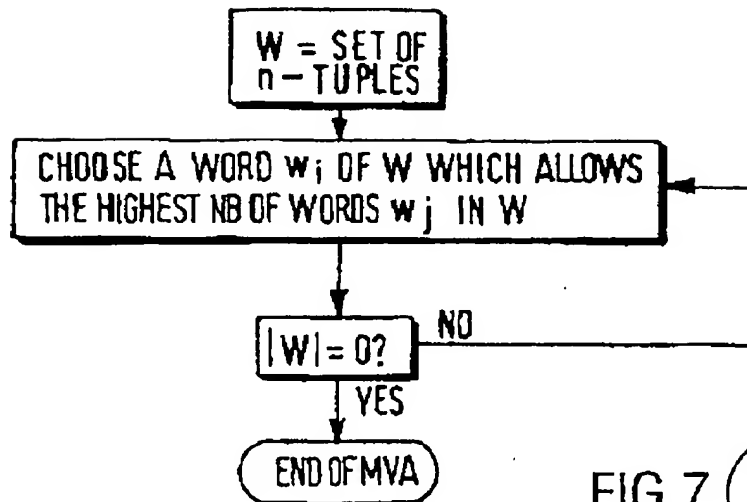 W = SET OF
n - TUPLES
CHOOSE A WORD wi OF W WHICH ALLOWS
THE HIGHEST NB OF WORDS wj IN W
|W| = 0?
NO
YES
END OF MVA
FIG 7